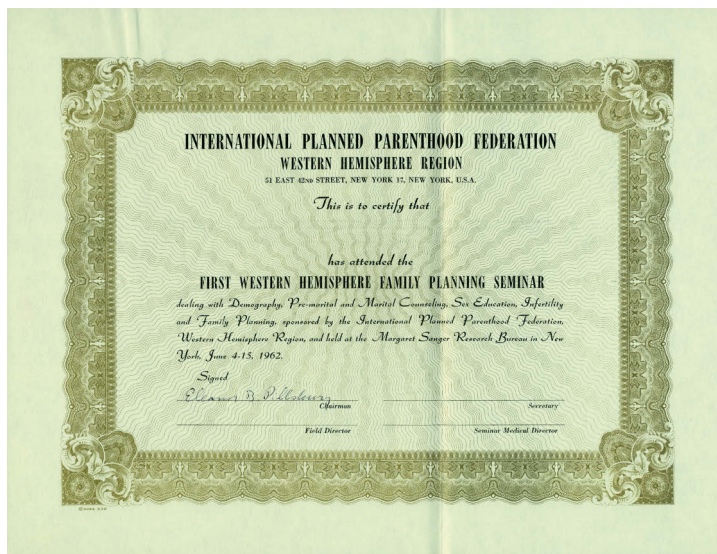 INTERNATIONAL PLANNED PARENTHOOD FEDERATION
WESTERN HEMISPHERE REGION
51 EAST 42ND STREET, NEW YORK 17, NEW YORK, U.S.A.
This is to certify that
has attended the
FIRST WESTERN HEMISPHERE FAMILY PLANNING SEMINAR
dealing with Demography, Pre-marital and Marital Counseling, Sex Education, Infertility
and Family Planning, sponsored by the International Planned Parenthood Federation,
Western Hemisphere Region, and held at the Margaret Sanger Research Bureau in New
York, June 4-15, 1962.
Signed
Eleanor B. Pillsbury
Chairman
Secretary
Field Director
Seminar Medical Director